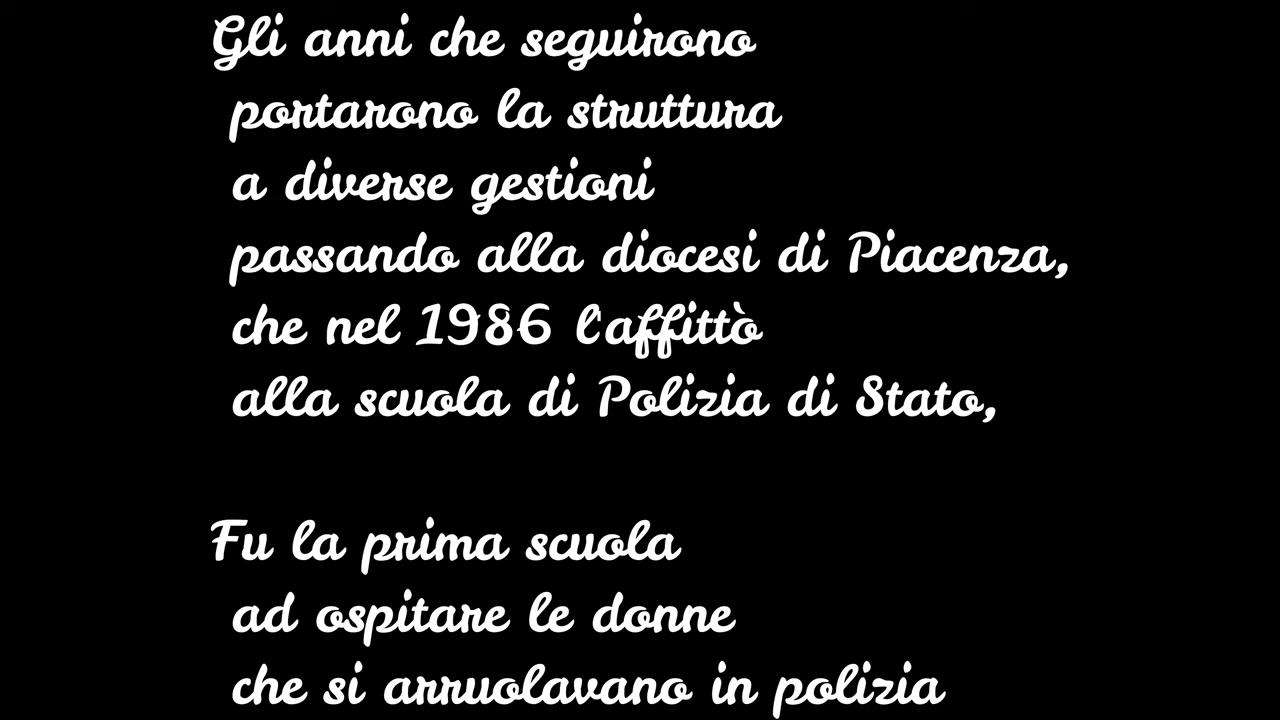 Gli anni che seguirono
portarono la struttura
a diverse gestioni
passando alla diocesi di Piacenza,
che nel 1986 l'affittò
alla scuola di Polizia di Stato,
Fu la prima scuola
ad ospitare le donne
che si arruolavano in polizia